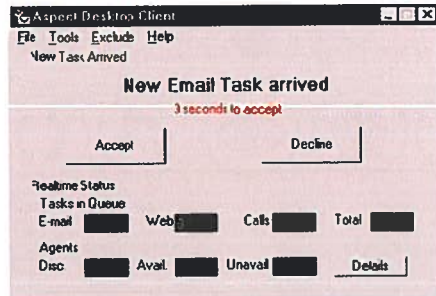 Aspect Desktop Client
File Tools Exclude Help
New Task Arrived
New Email Task arrived
3 seconds to accept
Accept Decline
Realtime Status
Tasks in Queue
E-mail Web Calls Total
Agents
Disc. Avail. Unavail Details